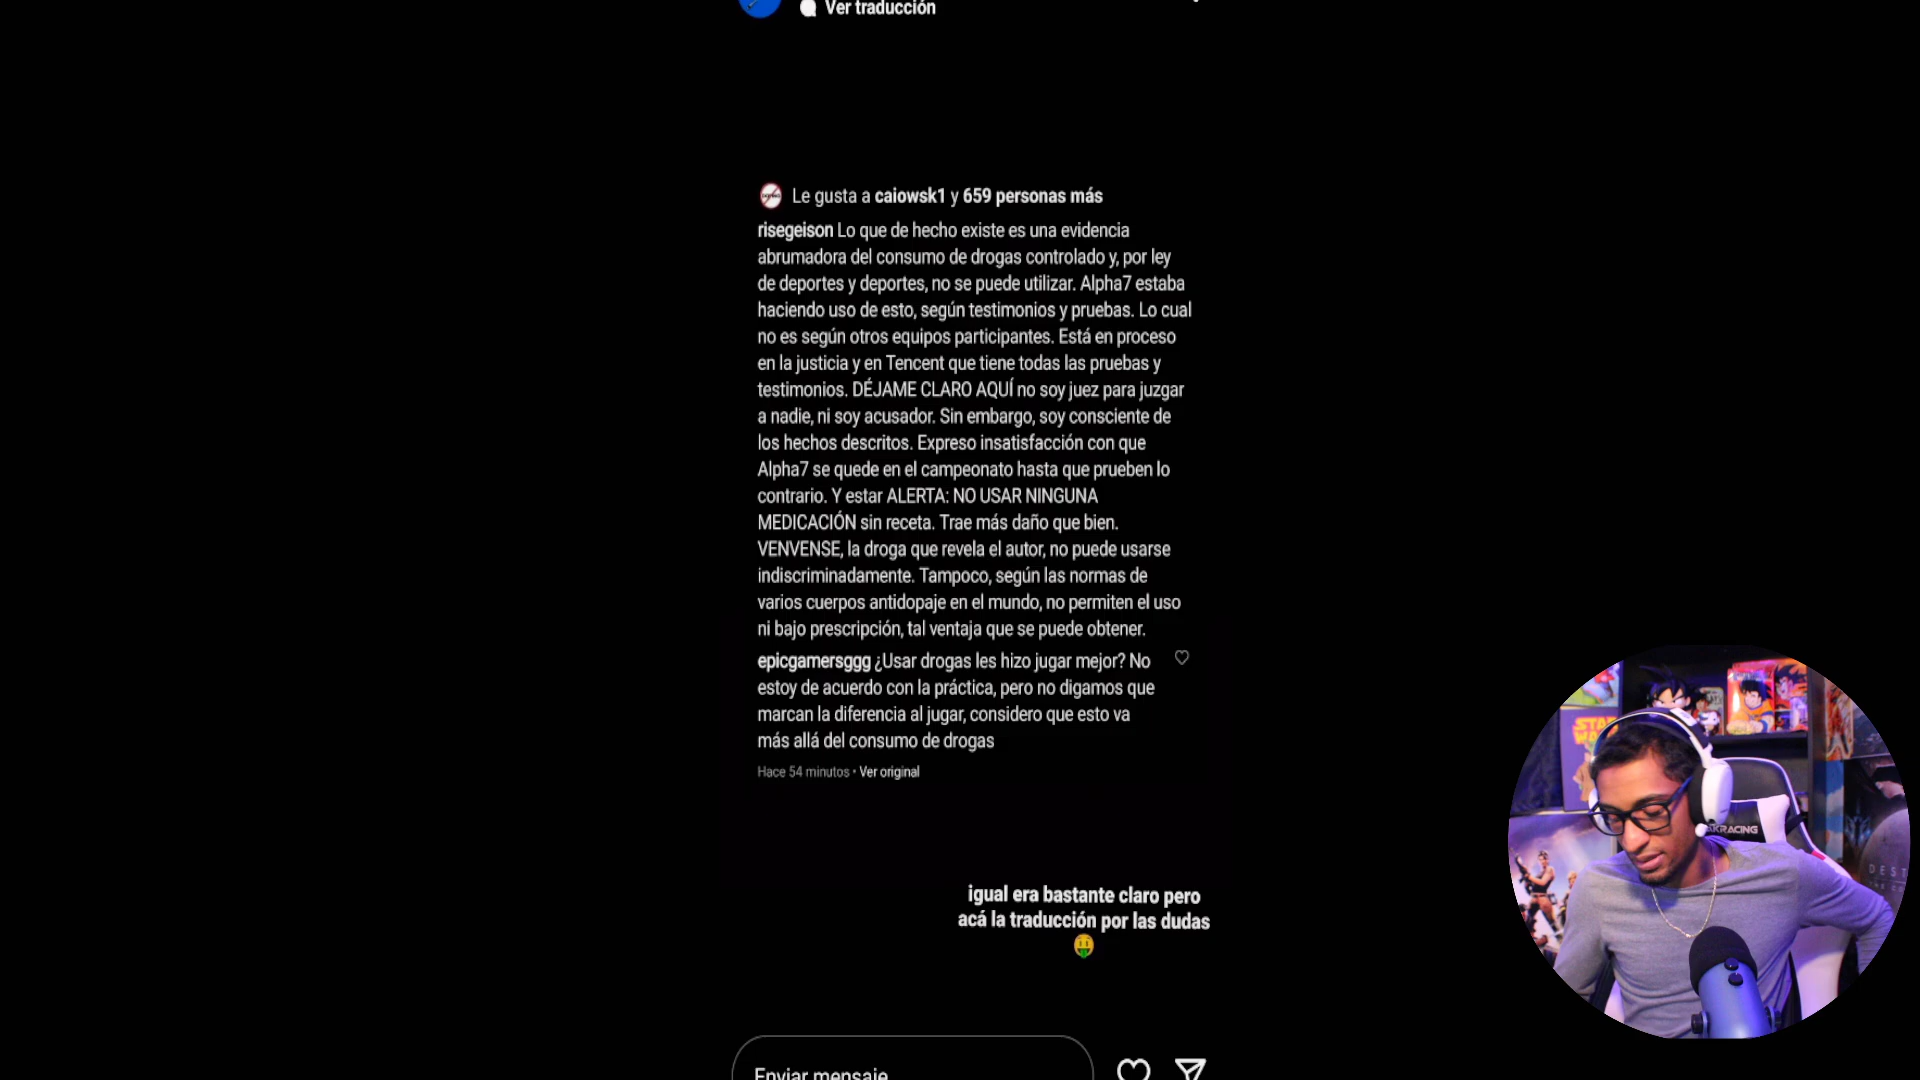 Ver traducción
Le gusta a caiowsk1 y 659 personas más
risegeison Lo que de hecho existe es una evidencia
abrumadora del consumo de drogas controlado y, por ley
de deportes y deportes, no se puede utilizar. Alpha7 estaba
haciendo uso de esto, según testimonios y pruebas. Lo cual
no es según otros equipos participantes. Está en proceso
en la justicia y en Tencent que tiene todas las pruebas y
testimonios. DÉJAME CLARO AQUÍ no soy juez para juzgar
a nadie, ni soy acusador. Sin embargo, soy consciente de
los hechos descritos. Expreso insatisfacción con que
Alpha7 se quede en el campeonato hasta que prueben lo
contrario. Y estar ALERTA: NO USAR NINGUNA
MEDICACIÓN sin receta. Trae más daño que bien.
VENVENSE, la droga que revela el autor, no puede usarse
indiscriminadamente. Tampoco, según las normas de
varios cuerpos antidopaje en el mundo, no permiten el uso
ni bajo prescripción, tal ventaja que se puede obtener.
epicgamersggg ¿Usar drogas les hizo jugar mejor? No
estoy de acuerdo con la práctica, pero no digamos que
marcan la diferencia al jugar, considero que esto va
más allá del consumo de drogas
Hace 54 minutos • Ver original
igual era bastante claro pero
acá la traducción por las dudas
Enviar mensaje
STAR
AKRACING
DEST